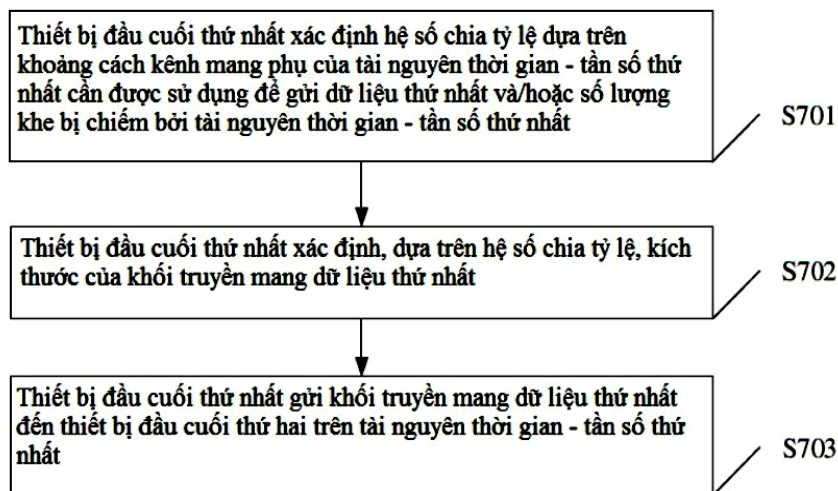 Thiết bị đầu cuối thứ nhất xác định hệ số chia tỷ lệ dựa trên
khoảng cách kênh mang phụ của tài nguyên thời gian - tần số thứ
nhất cần được sử dụng để gửi dữ liệu thứ nhất và/hoặc số lượng
khe bị chiếm bởi tài nguyên thời gian - tần số thứ nhất
S701
Thiết bị đầu cuối thứ nhất xác định, dựa trên hệ số chia tỷ lệ, kích
thước của khối truyền mang dữ liệu thứ nhất
S702
Thiết bị đầu cuối thứ nhất gửi khối truyền mang dữ liệu thứ nhất
đến thiết bị đầu cuối thứ hai trên tài nguyên thời gian - tần số thứ
nhất
S703